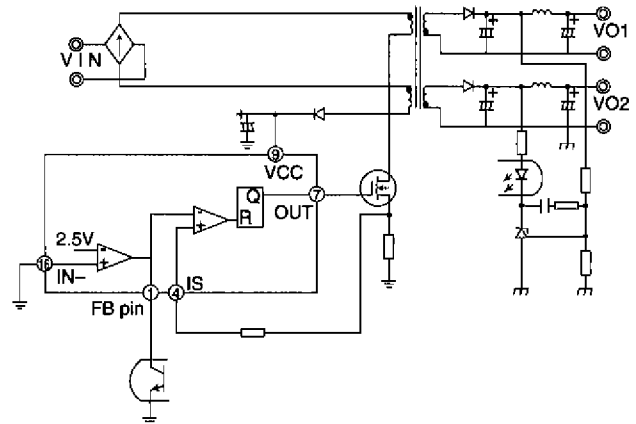 VIN
VO1
VO2
9
VCC
Q
R
7
OUT
2.5V
-
+
-
+
16
IN-
FB pin
1
4
IS
+
+
+
+